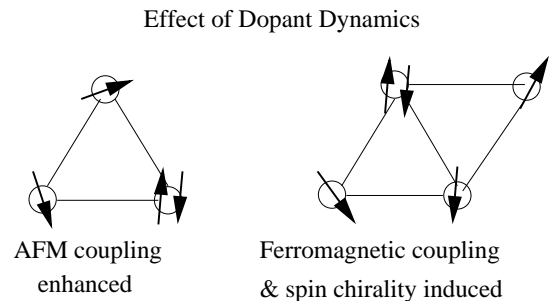 Effect of Dopant Dynamics
AFM coupling
enhanced
Ferromagnetic coupling
& spin chirality induced